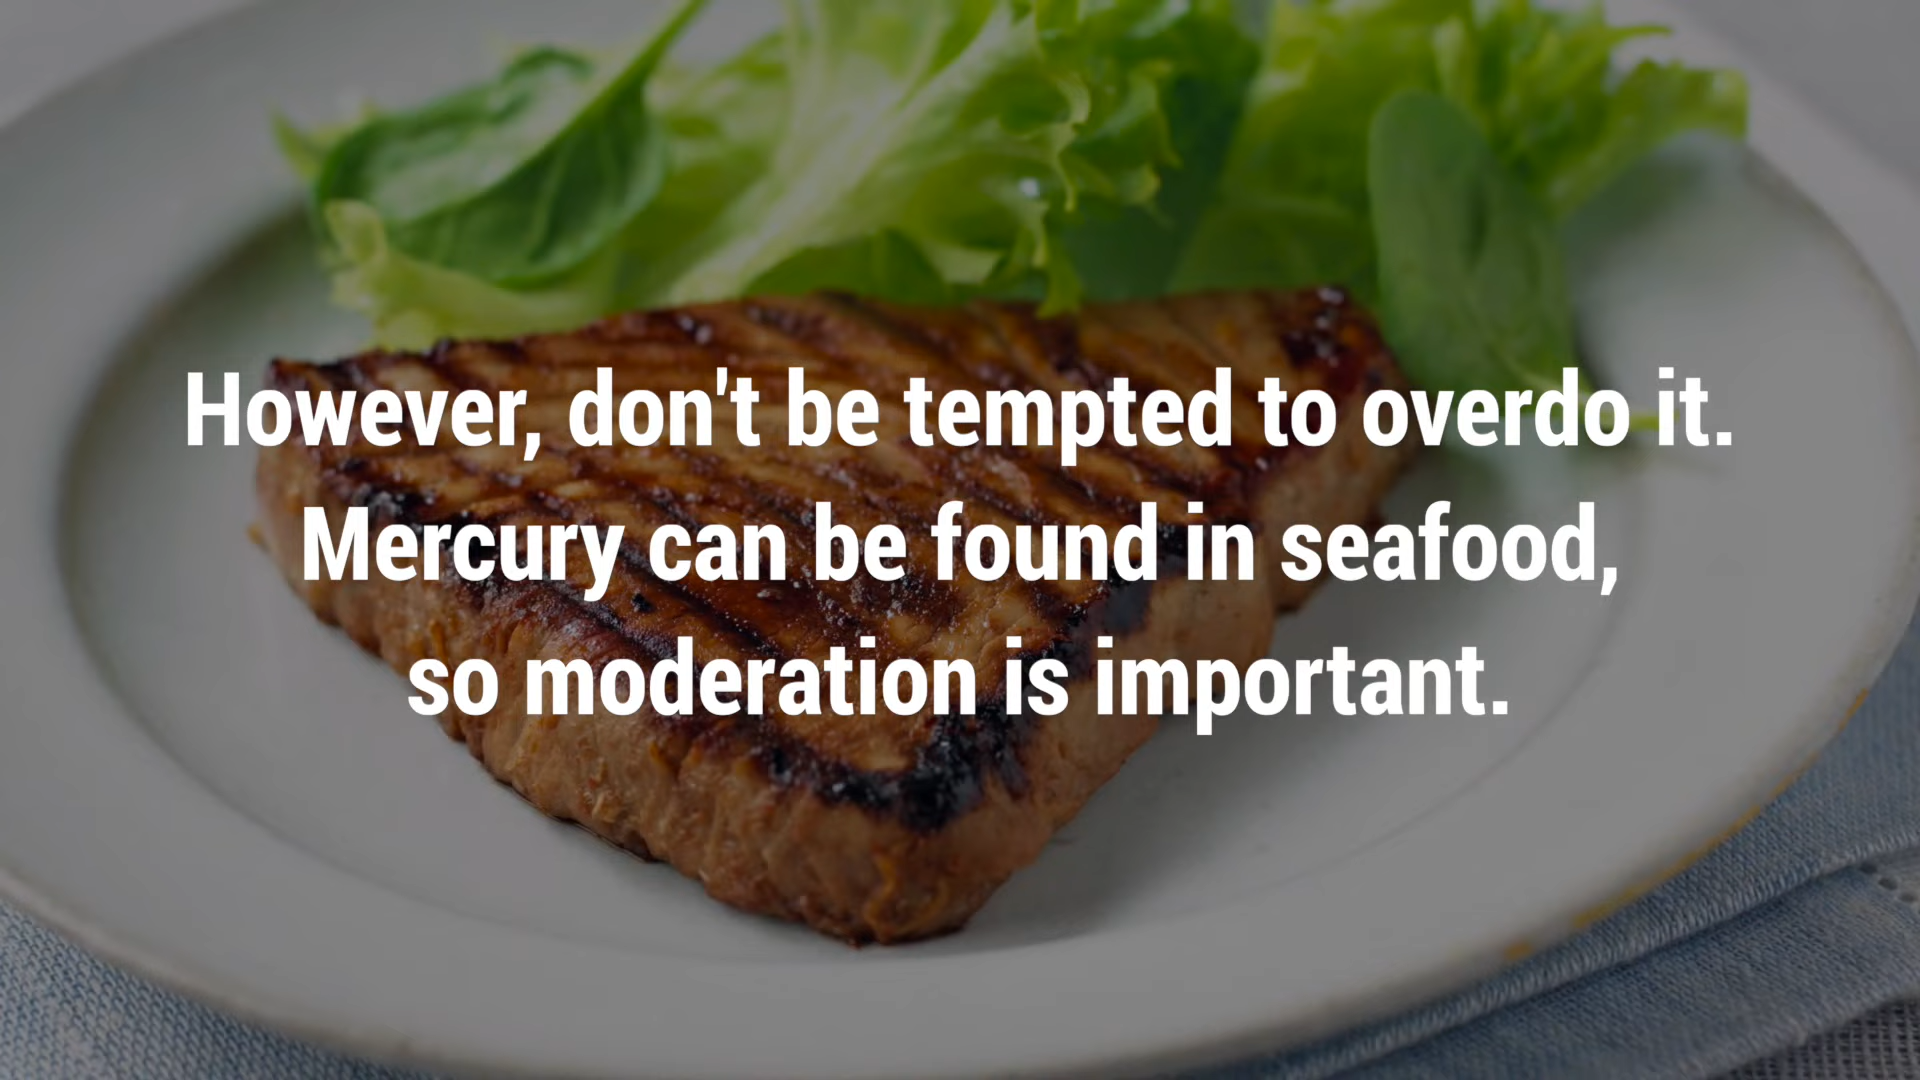 However, don't be tempted to overdo it.
Mercury can be found in seafood,
so moderation is important.